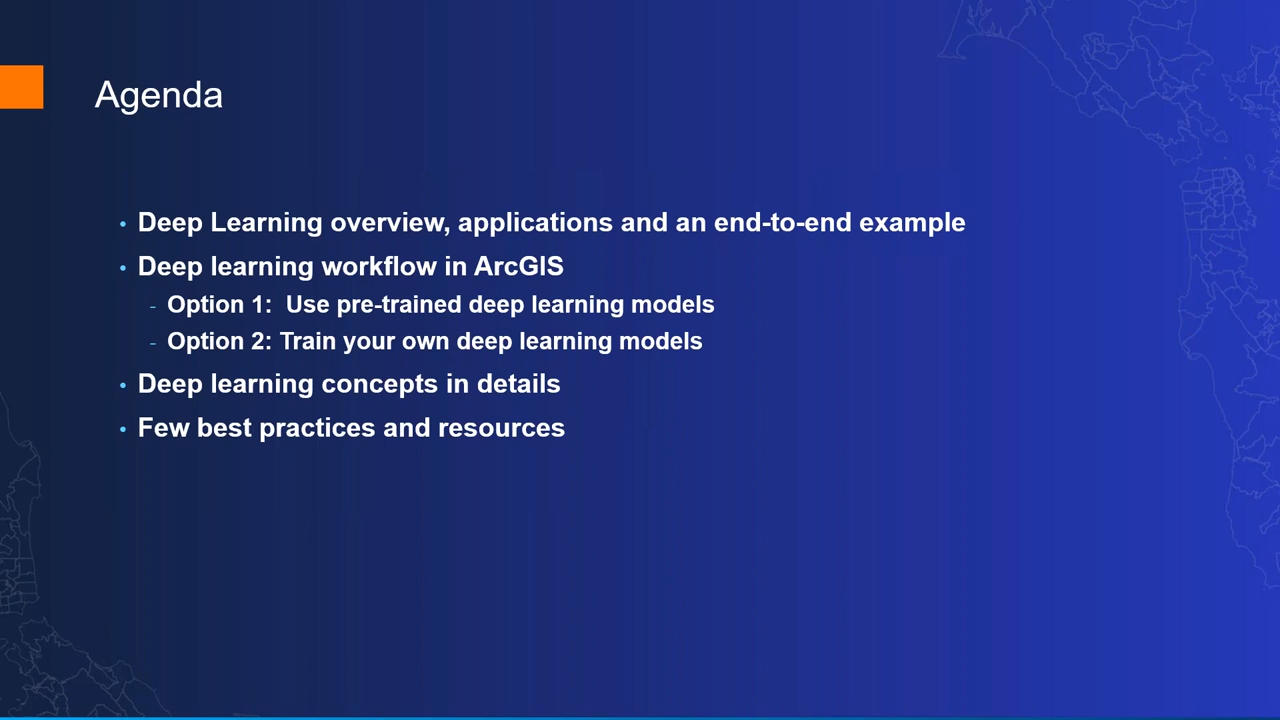 Agenda
• Deep Learning overview, applications and an end-to-end example
• Deep learning workflow in ArcGIS
- Option 1:  Use pre-trained deep learning models
- Option 2: Train your own deep learning models
• Deep learning concepts in details
• Few best practices and resources